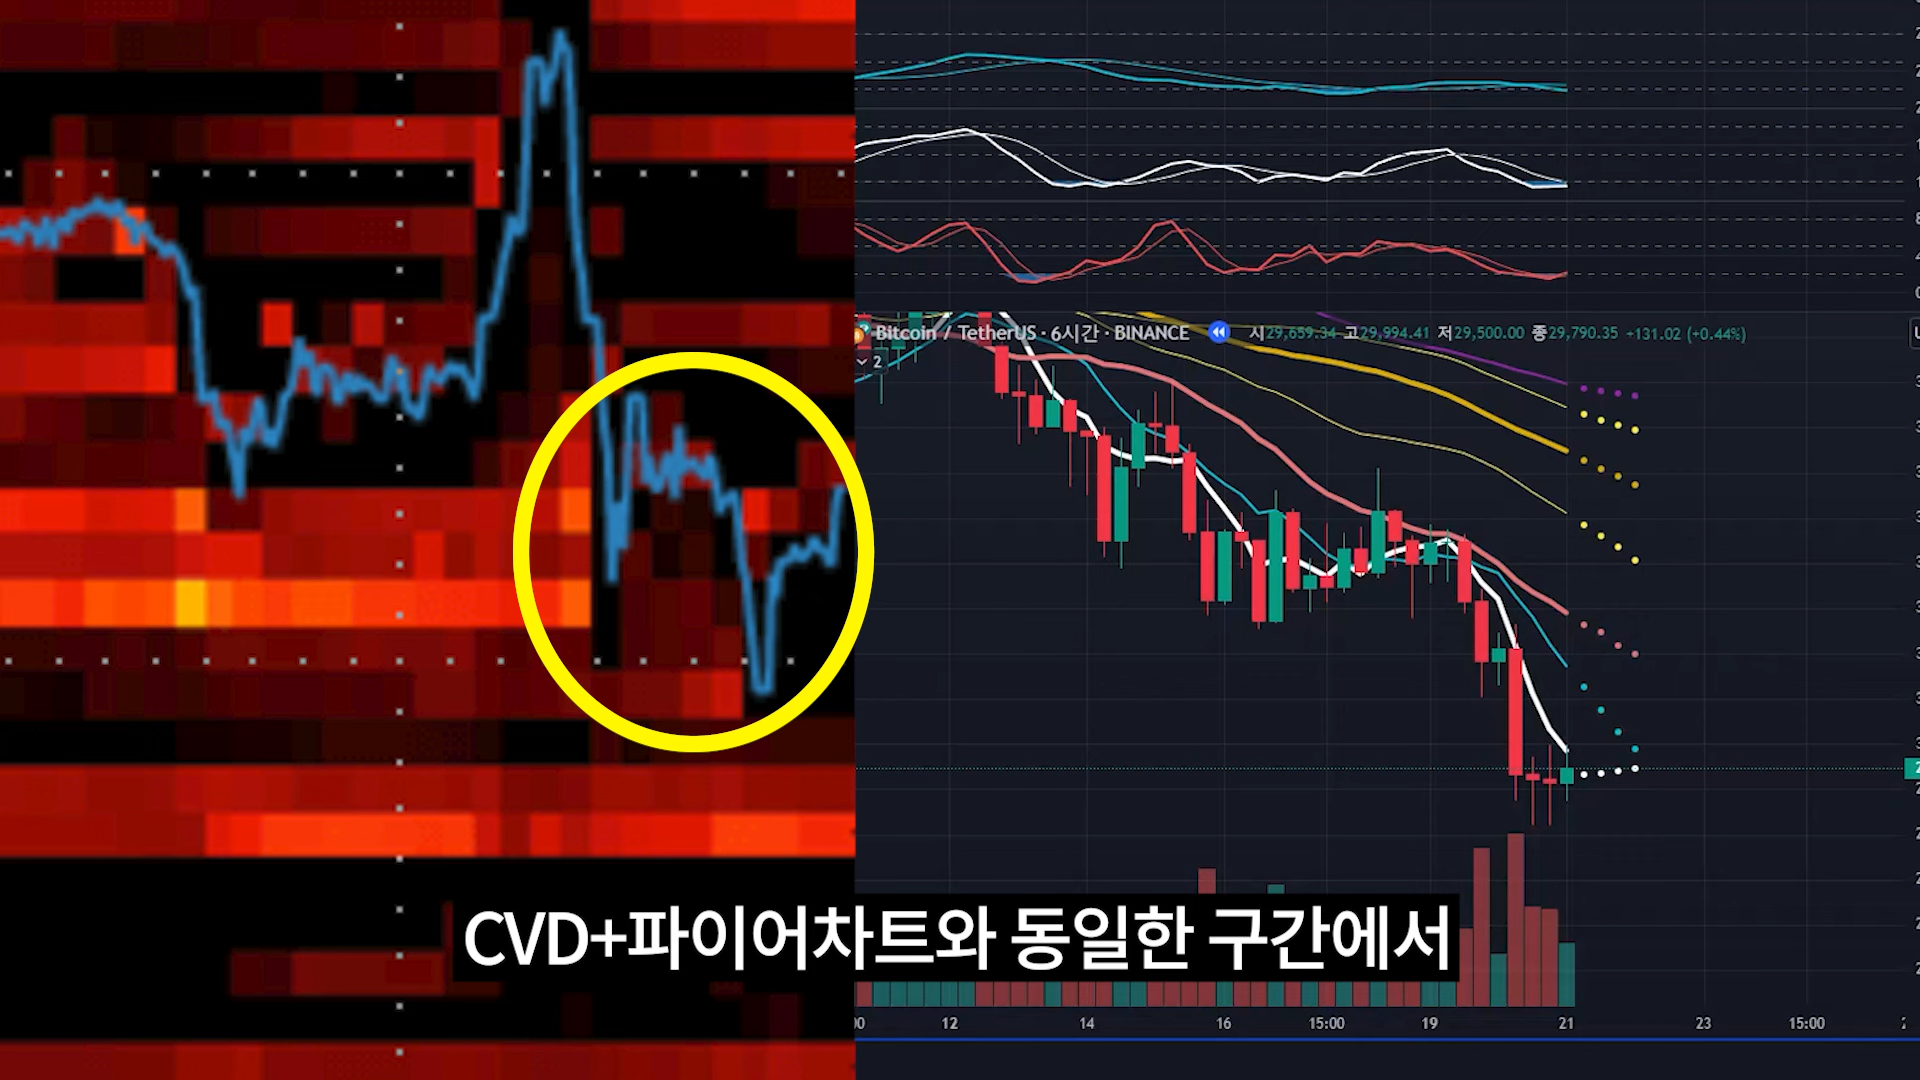 Bitcoin / TetherUS · 6시간 · BINANCE 시29,659.34 고29,994.41 저29,500.00 종29,790.35 +131.02 (+0.44%)
2
CVD+파이어차트와 동일한 구간에서
12 14 16 15:00 19 21 23 15:00